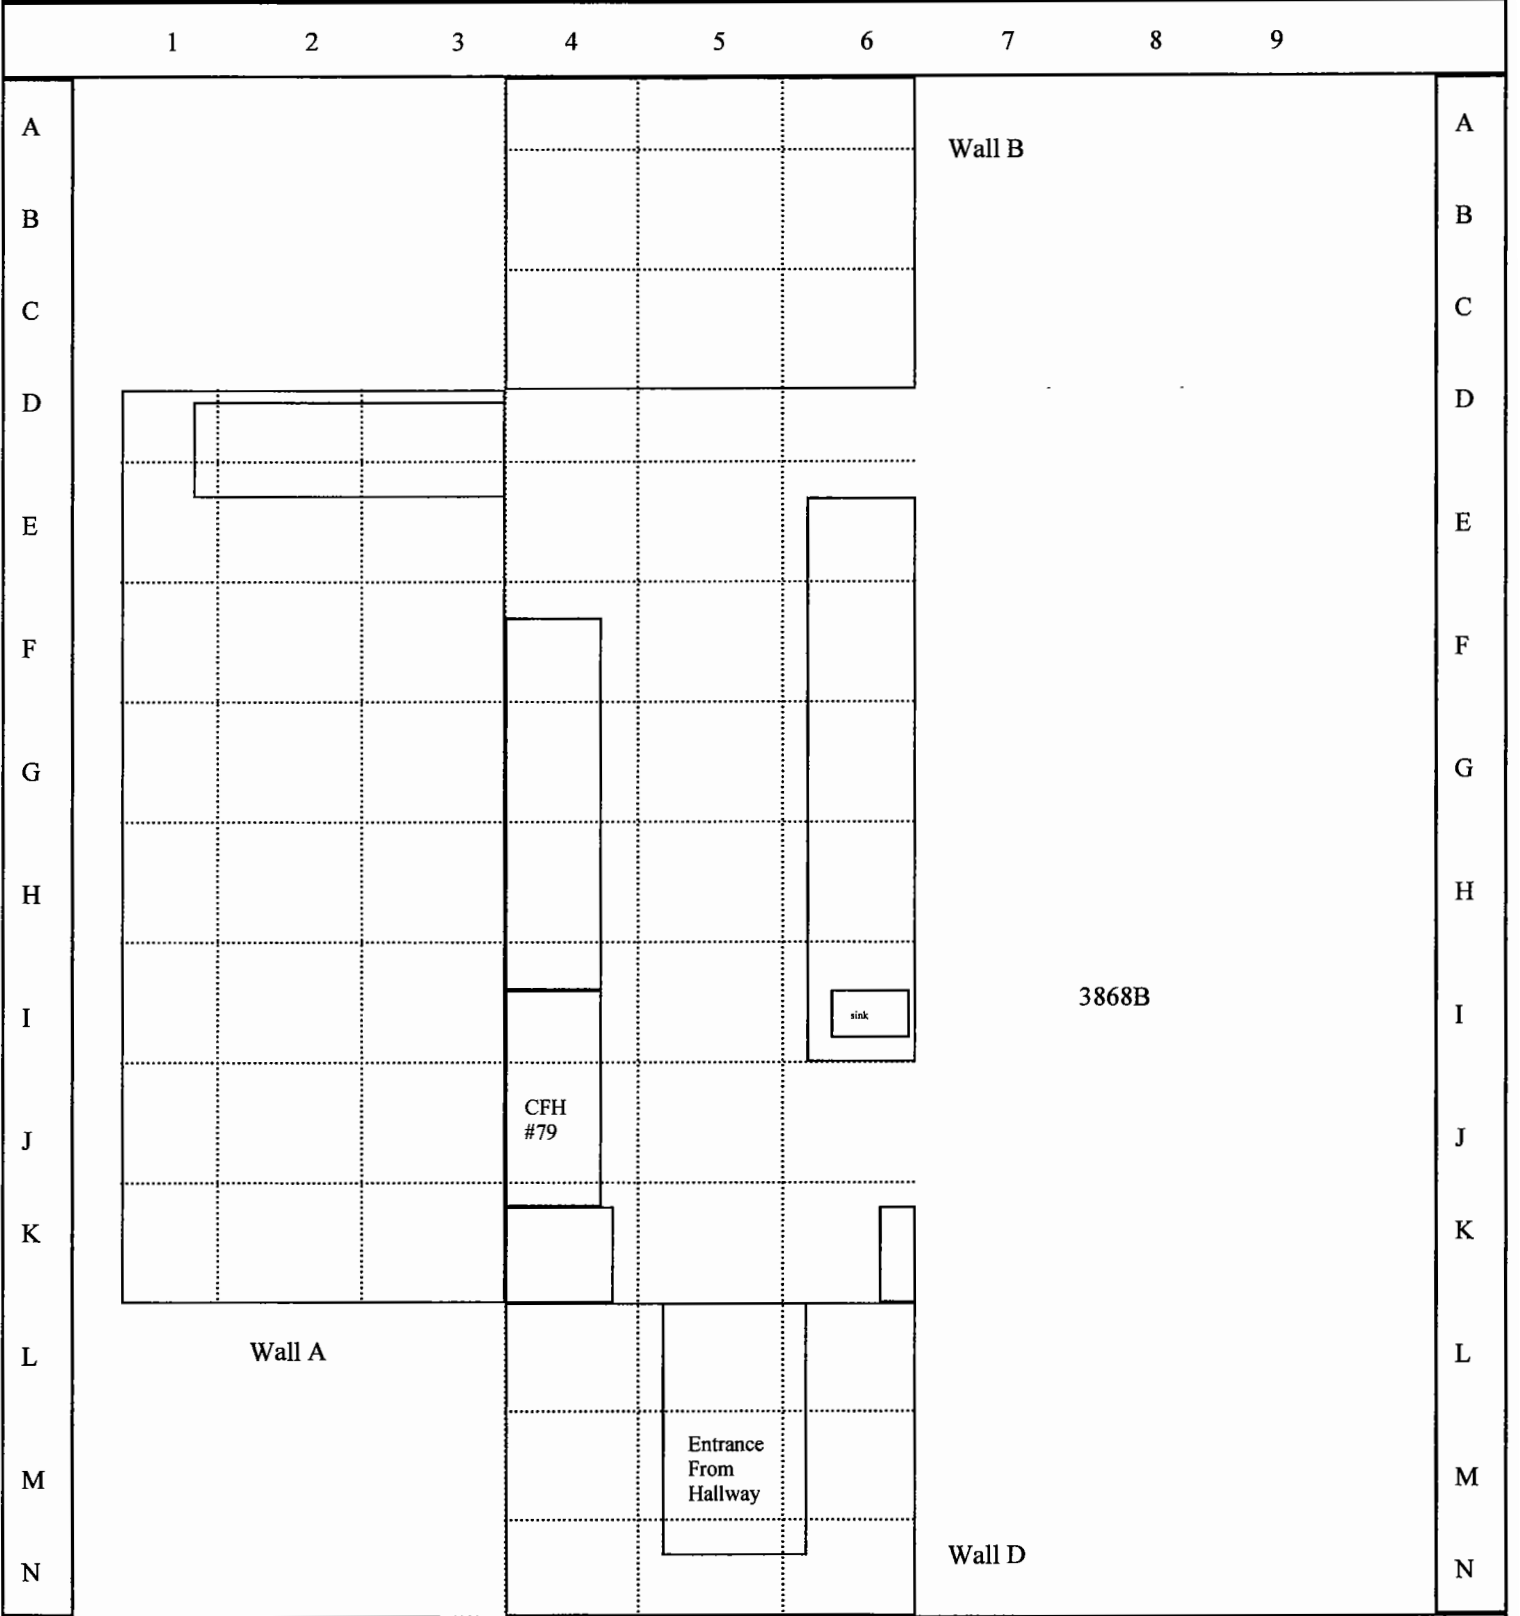 1 2 3 4 5 6 7 8 9
A A
Wall B
B B
C C
D D
E E
F F
G G
H H
3868B
I sink I
CFH
#79
J J
K K
L Wall A L
Entrance
From
Hallway
M M
Wall D
N N